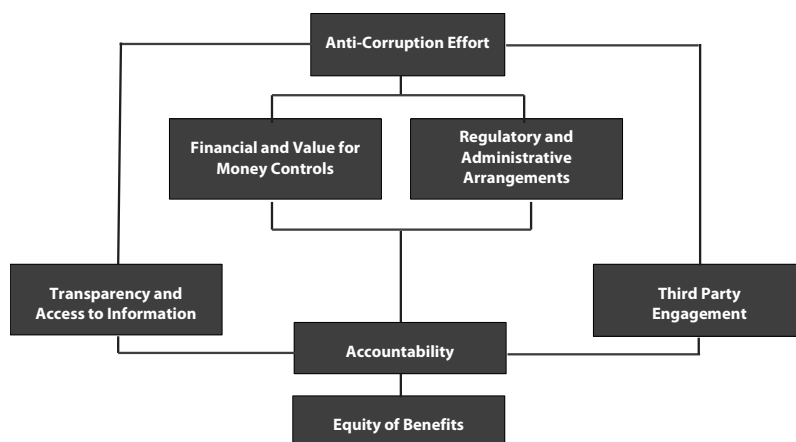 Anti-Corruption Effort
Financial and Value for
Money Controls
Regulatory and
Administrative
Arrangements
Transparency and
Access to Information
Third Party
Engagement
Accountability
Equity of Benefits